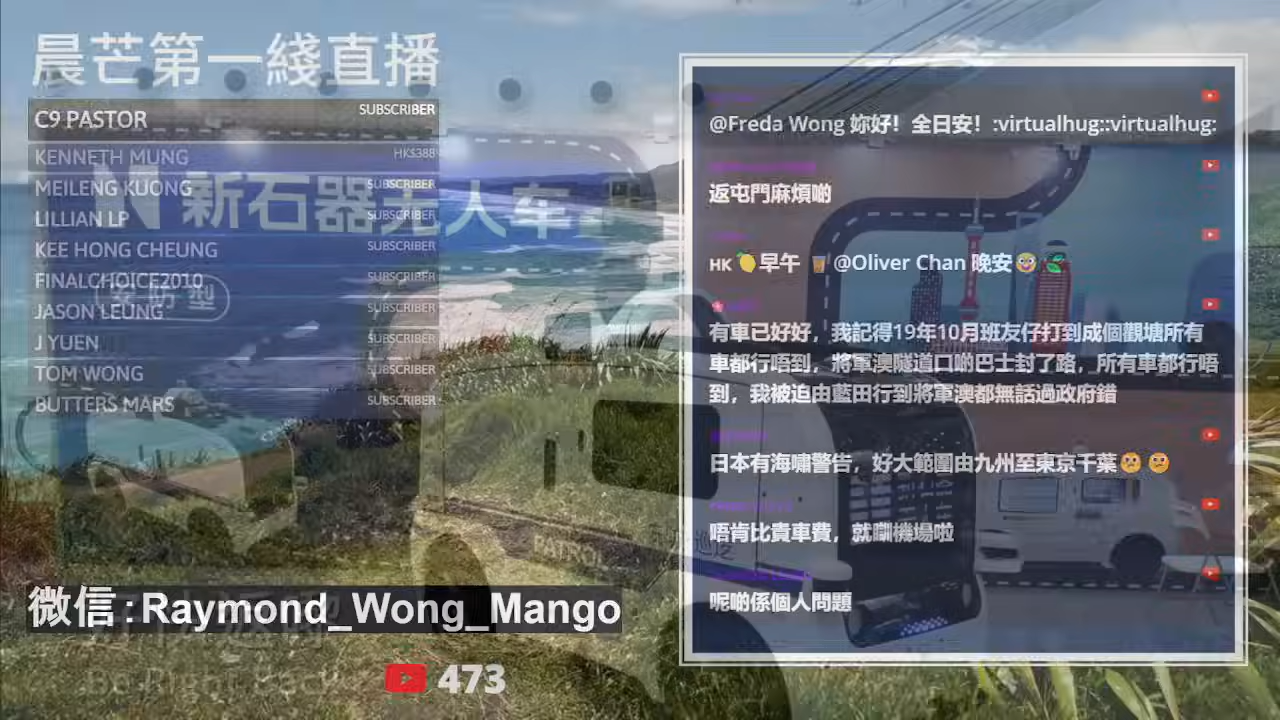 晨芒第一綫直播
C9 PASTOR SUBSCRIBER
KENNETH MUNG HK$388
MEILENG KUONG SUBSCRIBER
LILLIAN LP SUBSCRIBER
KEE HONG CHEUNG SUBSCRIBER
FINALCHOICE2010 SUBSCRIBER
JASON LEUNG SUBSCRIBER
J YUEN SUBSCRIBER
TOM WONG SUBSCRIBER
BUTTERS MARS SUBSCRIBER
N 新石器无人车
安防型
PATROL
微信:Raymond_Wong_Mango
Be Right Back
473
@Freda Wong 妳好！全日安！:virtualhug::virtualhug:
返屯門麻煩啲
HK🍋早午 🥃@Oliver Chan 晚安
有車已好好，我記得19年10月班友仔打到成個觀塘所有
車都行唔到，將軍澳隧道口啲巴士封了路，所有車都行唔
到，我被迫由藍田行到將軍澳都無話過政府錯
日本有海嘯警告，好大範圍由九州至東京千葉
唔肯比貴車費，就瞓機場啦
呢啲係個人問題